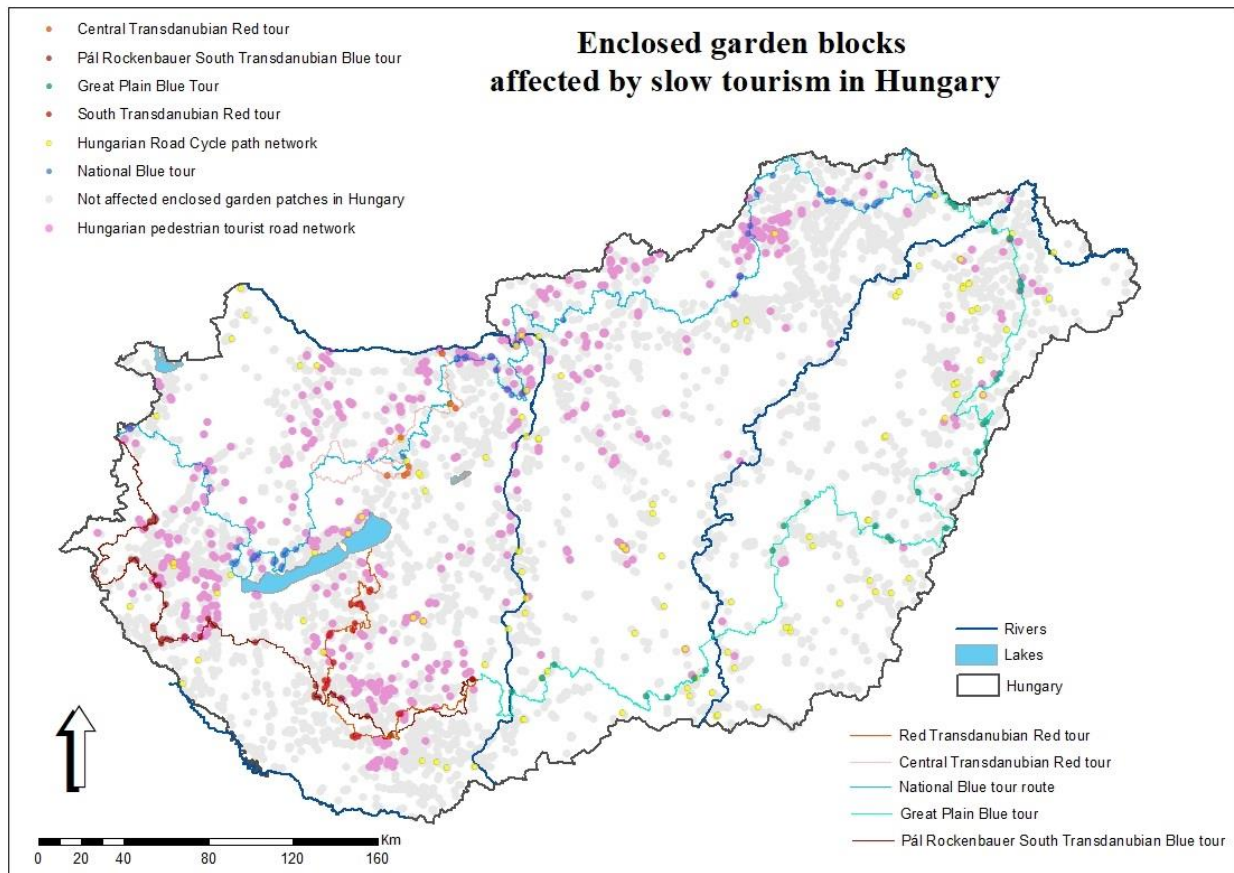 Enclosed garden blocks
affected by slow tourism in Hungary
Central Transdanubian Red tour
Pál Rockenbauer South Transdanubian Blue tour
Great Plain Blue Tour
South Transdanubian Red tour
Hungarian Road Cycle path network
National Blue tour
Not affected enclosed garden patches in Hungary
Hungarian pedestrian tourist road network
Rivers
Lakes
Hungary
Red Transdanubian Red tour
Central Transdanubian Red tour
National Blue tour route
Great Plain Blue tour
Pál Rockenbauer South Transdanubian Blue tour
Km
0 20 40 80 120 160